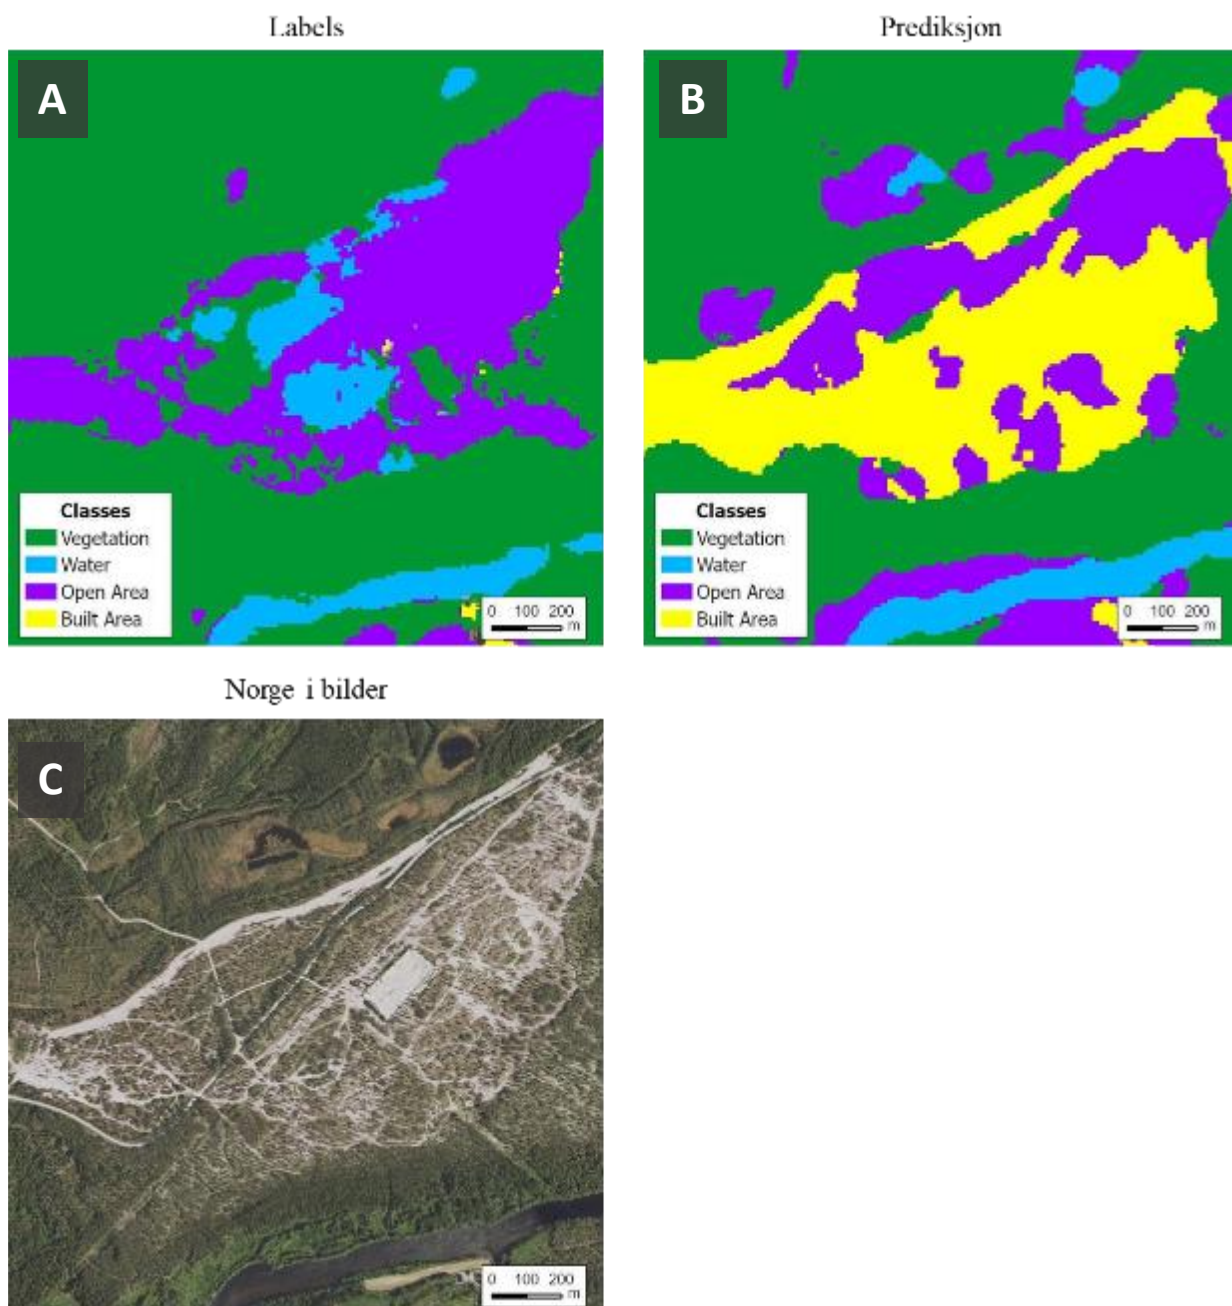 Labels
Prediksjon
A
B
Classes
Vegetation
Water
Open Area
Built Area
0 100 200
m
Classes
Vegetation
Water
Open Area
Built Area
0 100 200
m
Norge i bilder
C
0 100 200
m